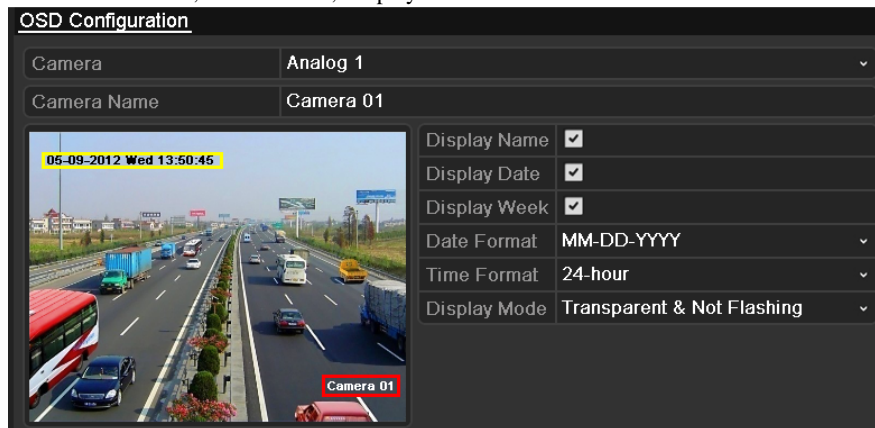 OSD Configuration
Camera Analog 1
Camera Name Camera 01
05-09-2012 Wed 13:50:45
Camera 01
Display Name
Display Date
Display Week
Date Format MM-DD-YYYY
Time Format 24-hour
Display Mode Transparent & Not Flashing